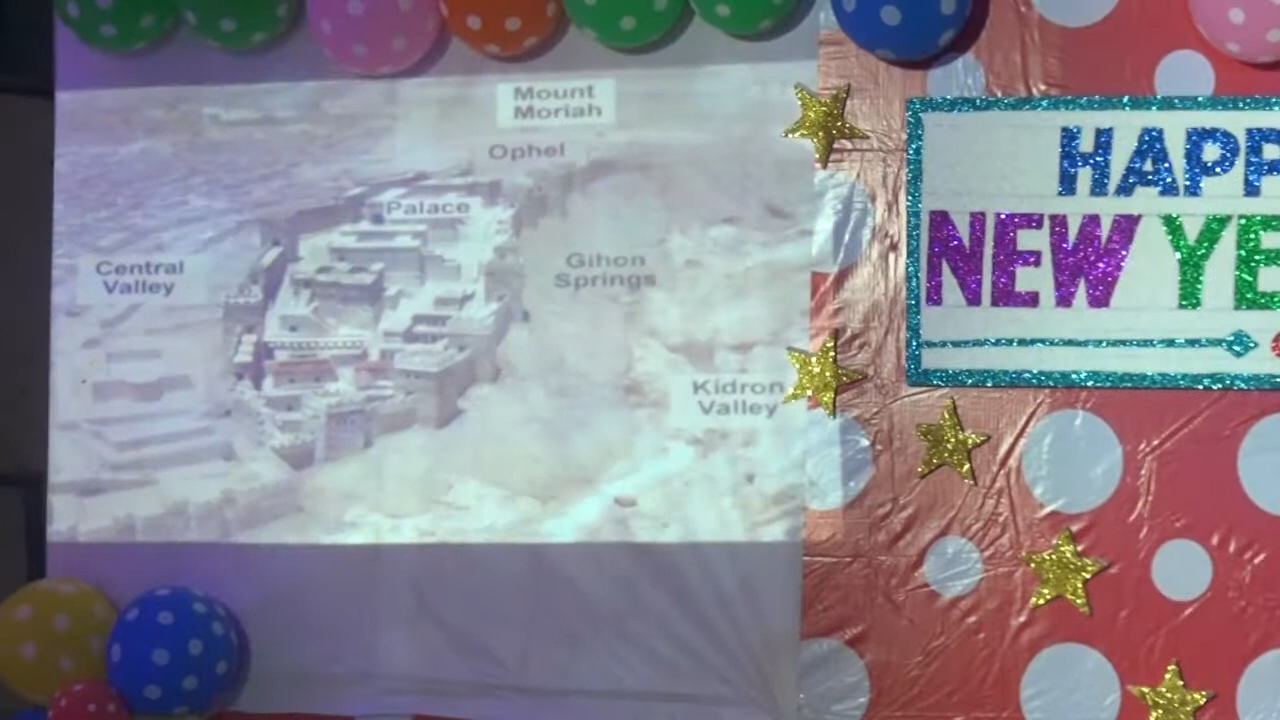 Mount
Moriah
Ophel
Palace
Central
Valley
Gihon
Springs
Kidron
Valley
HAPP
NEW YE